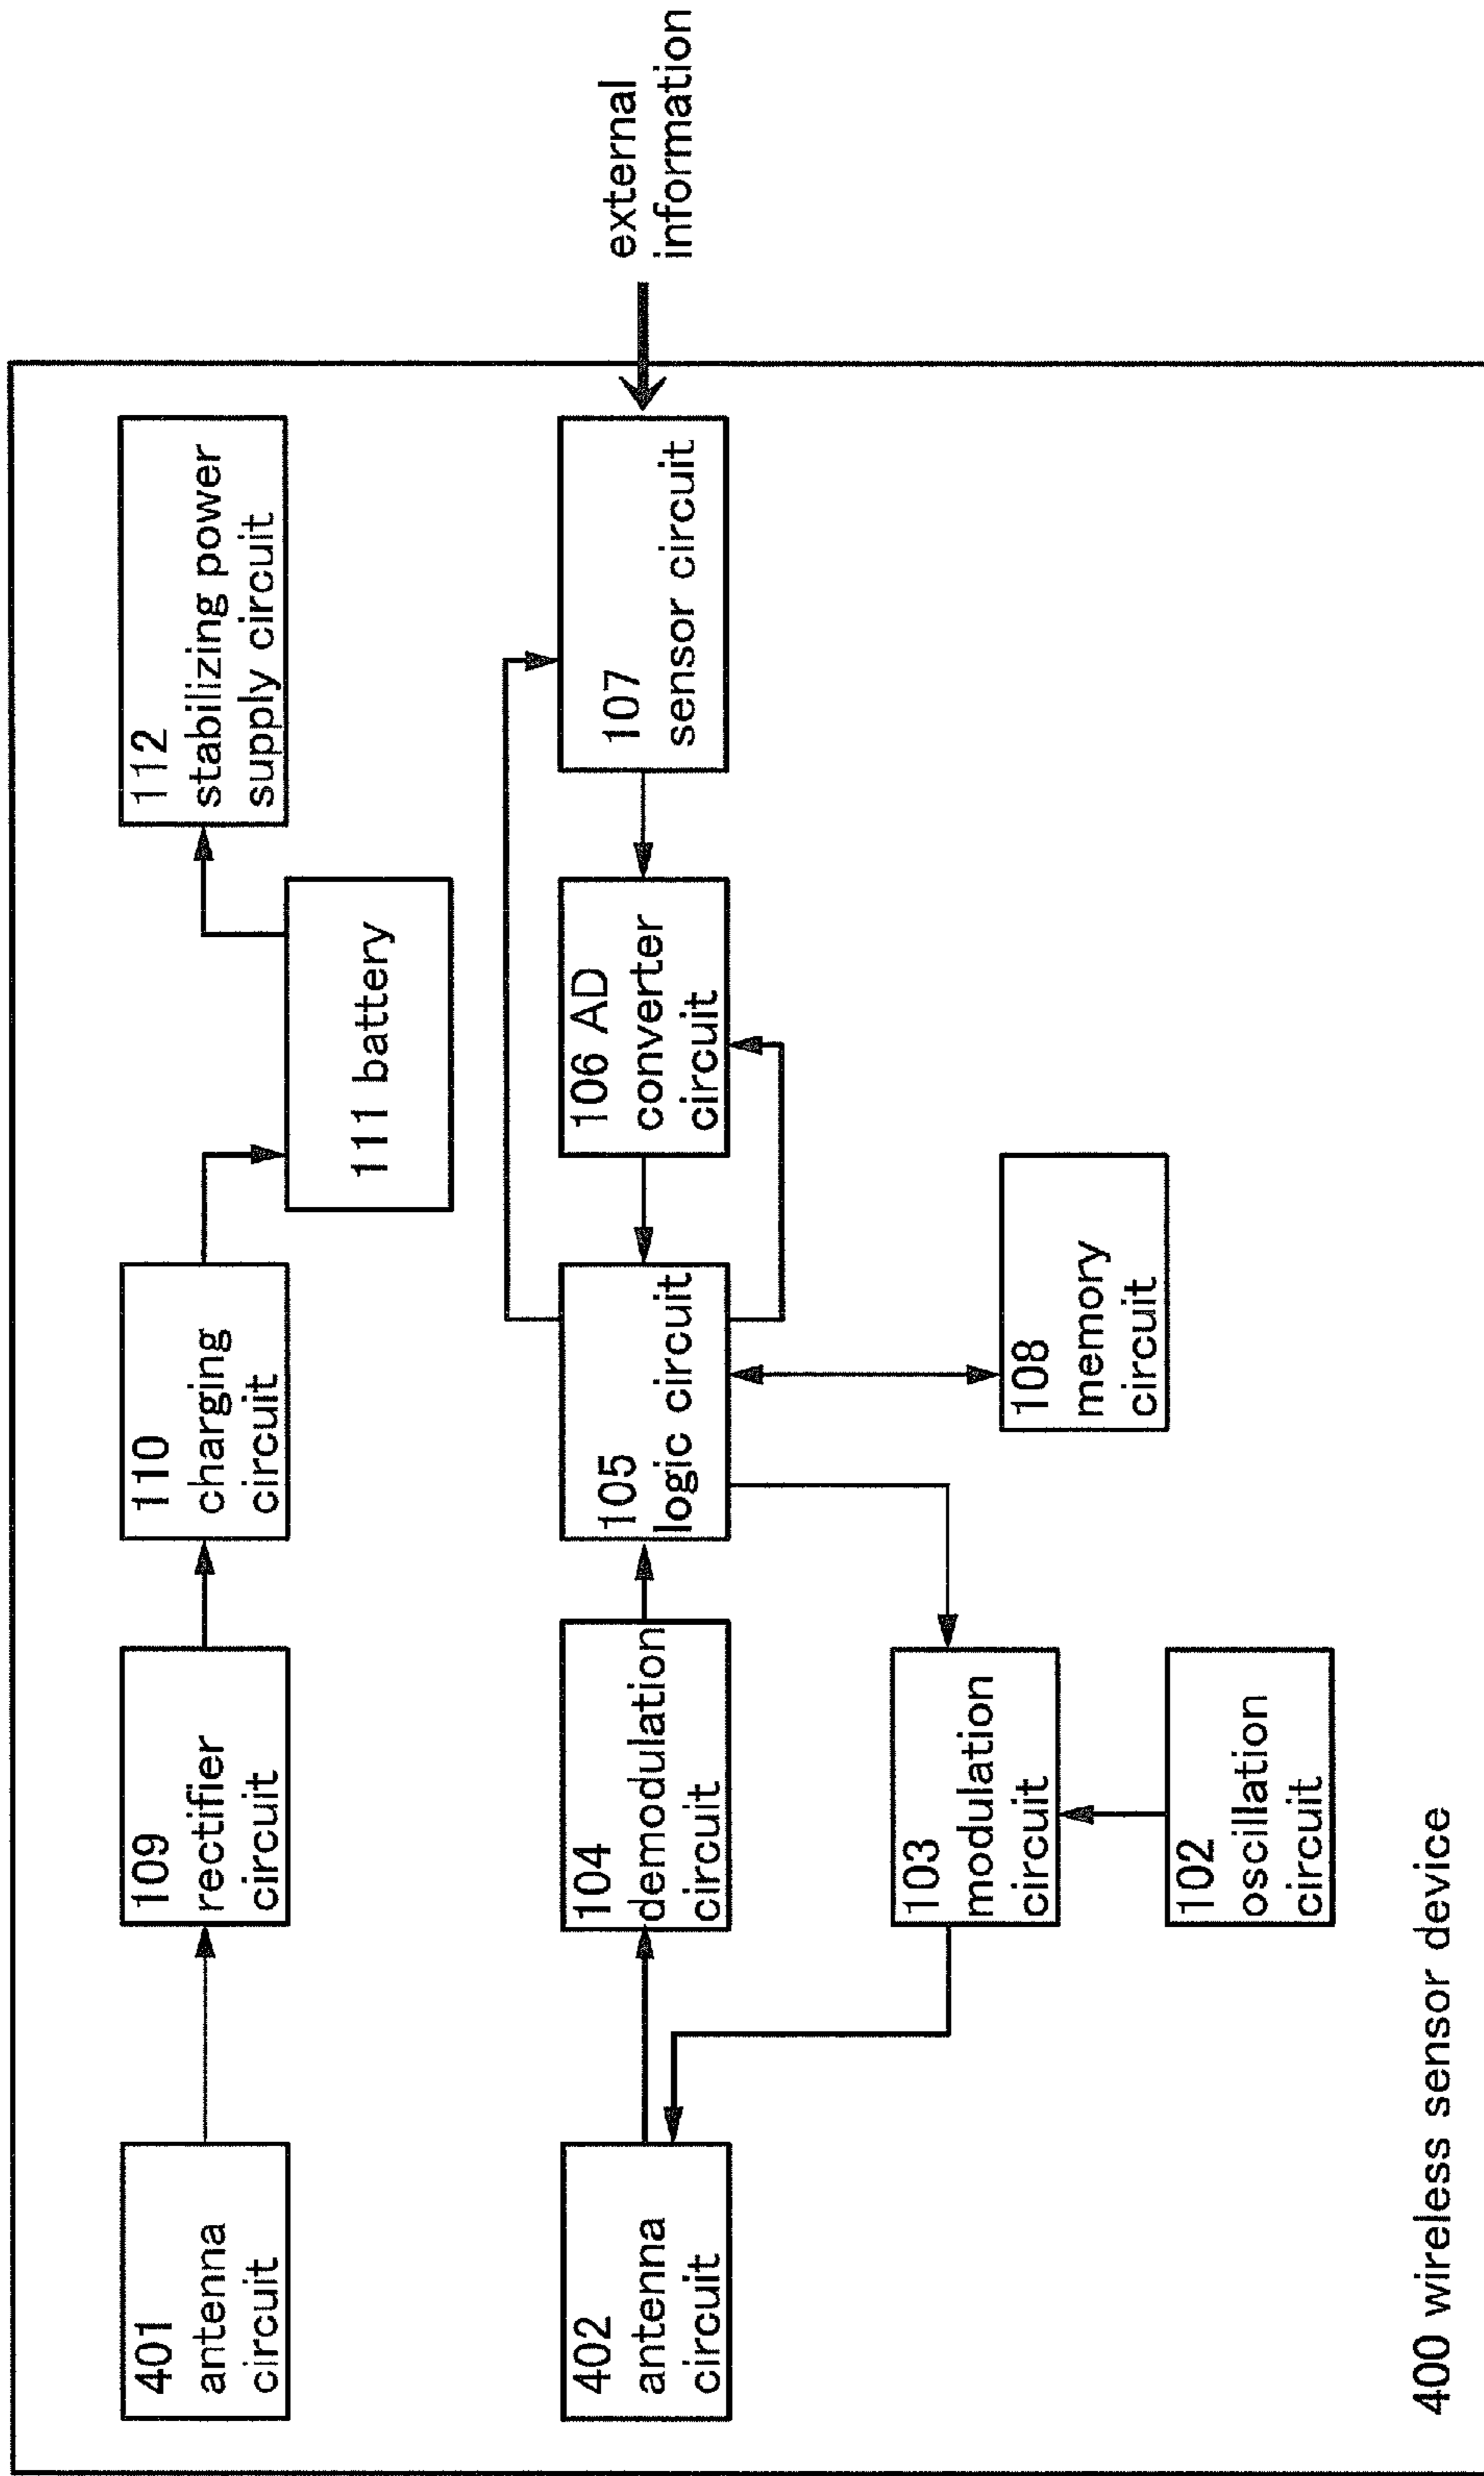 401
antenna
circuit
109
rectifier
circuit
110
charging
circuit
111 battery
112
stabilizing power
supply circuit
402
antenna
circuit
104
demodulation
circuit
105
logic circuit
106 AD
converter
circuit
107
sensor circuit
external
information
103
modulation
circuit
108
memory
circuit
102
oscillation
circuit
400 wireless sensor device